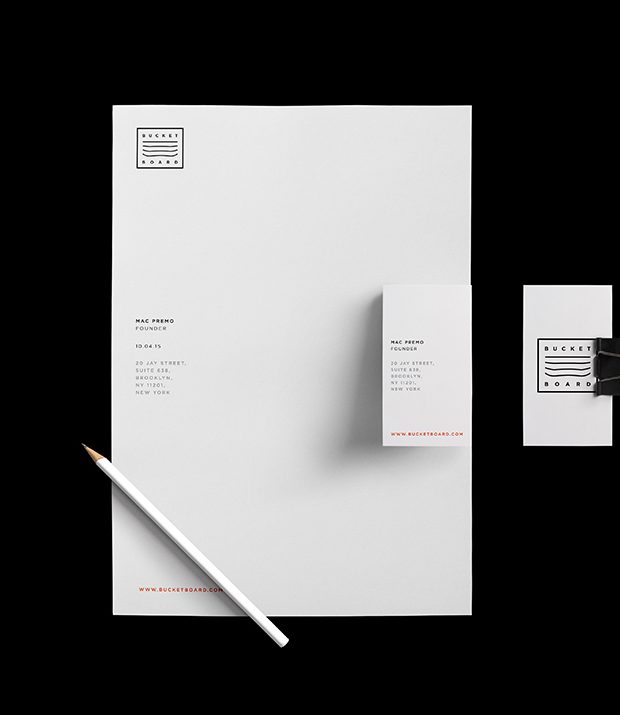 BUCKET
BOARD
MAC PREMO
FOUNDER
10.04.15
20 JAY STREET,
SUITE 638,
BROOKLYN,
NY 11201,
NEW YORK
WWW.BUCKETBOARD.COM
MAC PREMO
FOUNDER
20 JAY STREET,
SUITE 638,
BROOKLYN,
NY 11201,
NEW YORK
WWW.BUCKETBOARD.COM
BUCKET
BOARD